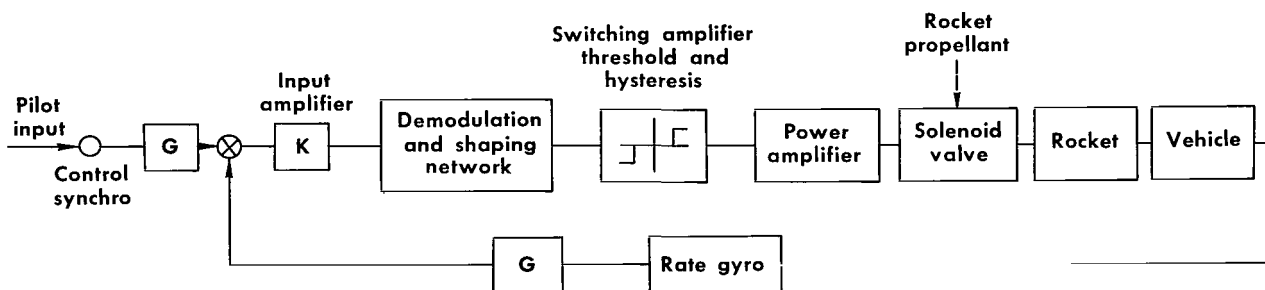 Pilot
input
Control
synchro
G
Input
amplifier
K
Demodulation
and shaping
network
Switching amplifier
threshold and
hysteresis
Power
amplifier
Rocket
propellant
Solenoid
valve
Rocket
Vehicle
G
Rate gyro